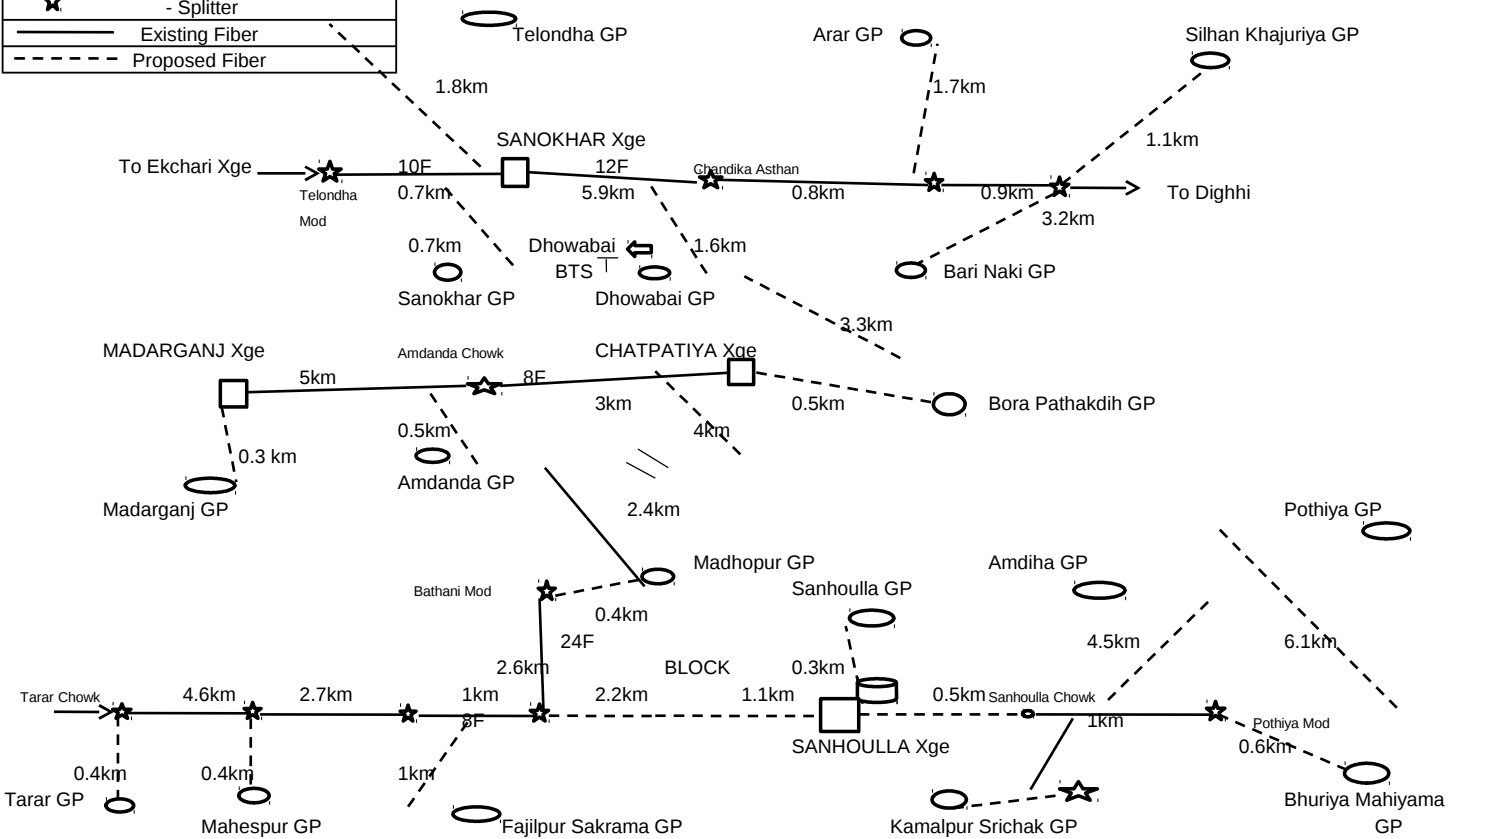 - Splitter
Existing Fiber
Proposed Fiber
Telondha GP
Arar GP
Silhan Khajuriya GP
1.8km
1.7km
1.1km
SANOKHAR Xge
To Ekchari Xge
10F
12F
Chandika Asthan
Telondha
Mod
0.7km
5.9km
0.8km
0.9km
To Dighhi
3.2km
0.7km
Dhowabai
BTS
1.6km
Sanokhar GP
Dhowabai GP
Bari Naki GP
3.3km
MADARGANJ Xge
Amdanda Chowk
CHATPATIYA Xge
5km
8F
3km
0.5km
Bora Pathakdih GP
0.5km
4km
0.3 km
Amdanda GP
Madarganj GP
2.4km
Pothiya GP
Madhopur GP
Amdiha GP
Bathani Mod
Sanhoulla GP
0.4km
24F
4.5km
6.1km
2.6km
BLOCK
0.3km
Tarar Chowk
4.6km
2.7km
1km
8F
2.2km
1.1km
0.5km
Sanhoulla Chowk
1km
Pothiya Mod
SANHOULLA Xge
0.6km
0.4km
0.4km
1km
Tarar GP
Mahespur GP
Fajilpur Sakrama GP
Kamalpur Srichak GP
Bhuriya Mahiyama
GP